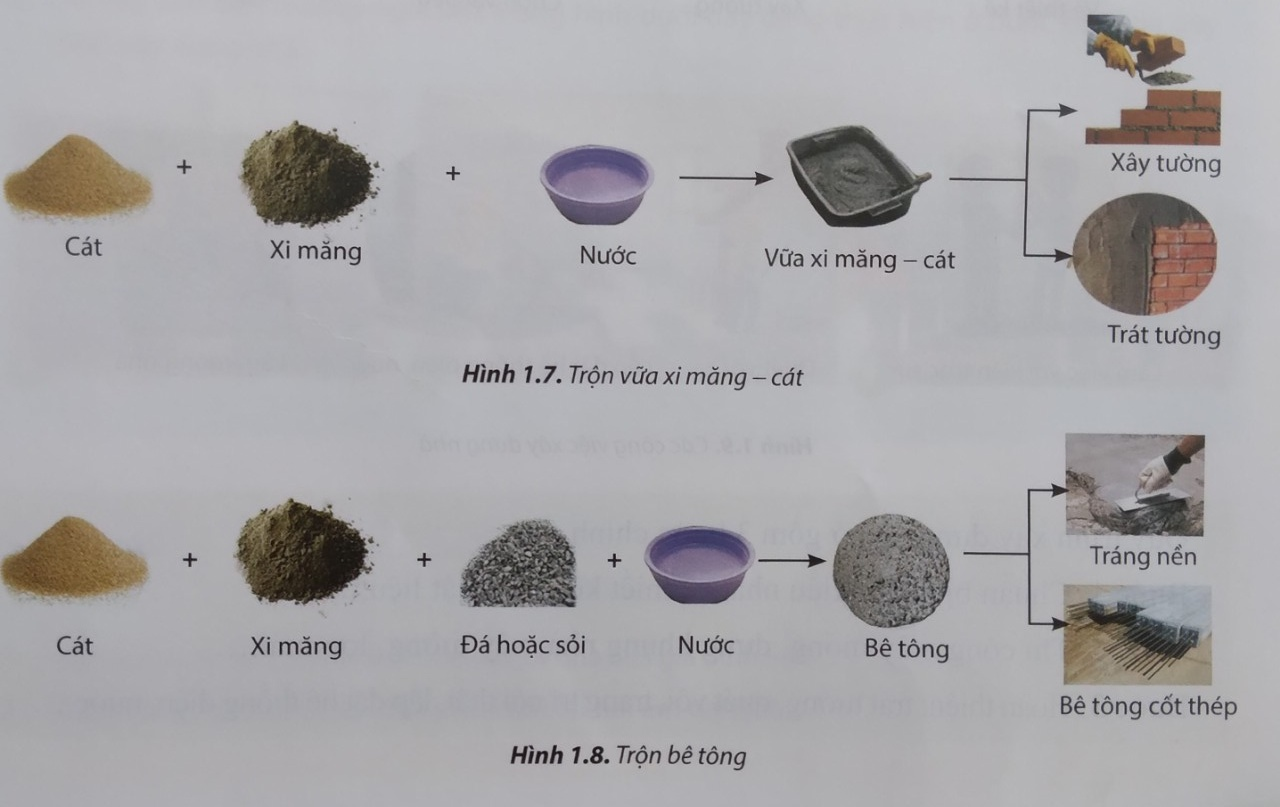 Xây tường
Cát
Xi măng
Nước
Vữa xi măng – cát
Trát tường
Hình 1.7. Trộn vữa xi măng – cát
Tráng nền
Cát
Xi măng
Đá hoặc sỏi
Nước
Bê tông
Bê tông cốt thép
Hình 1.8. Trộn bê tông